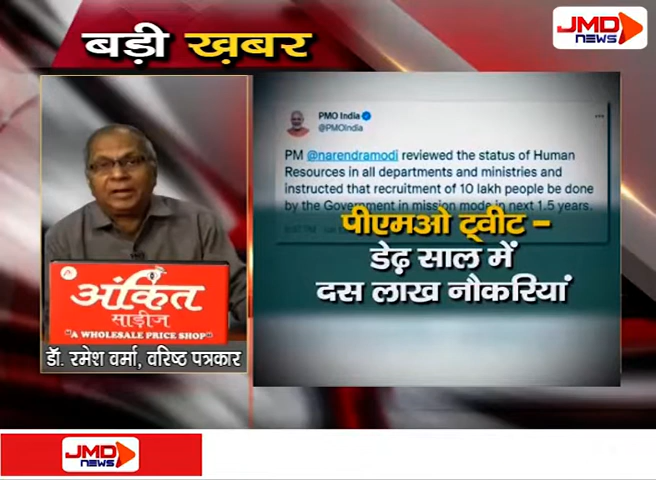 बड़ी ख़बर
JMD
NEWS
PMO India
@PMOIndia
PM @narendramodi reviewed the status of Human
Resources in all departments and ministries and
instructed that recruitment of 10 lakh people be done
by the Government in mission mode in next 1.5 years.
पीएमओ ट्वीट -
डेढ़ साल में
दस लाख नौकरियां
अंकित
साड़ीज
"A WHOLESALE PRICE SHOP"
डॉ. रमेश वर्मा, वरिष्ठ पत्रकार
JMD
NEWS